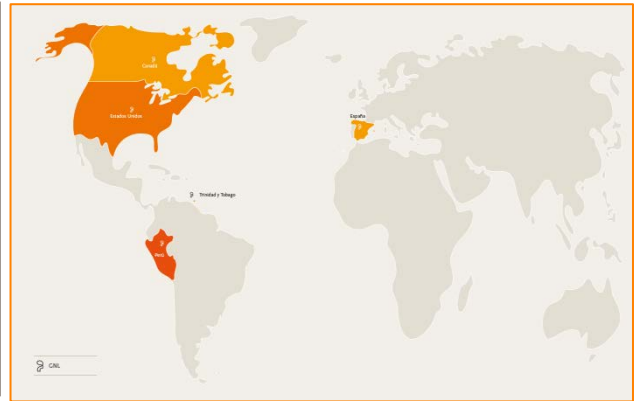 Canadá
Estados Unidos
España
Trinidad y Tobago
Perú
GNL